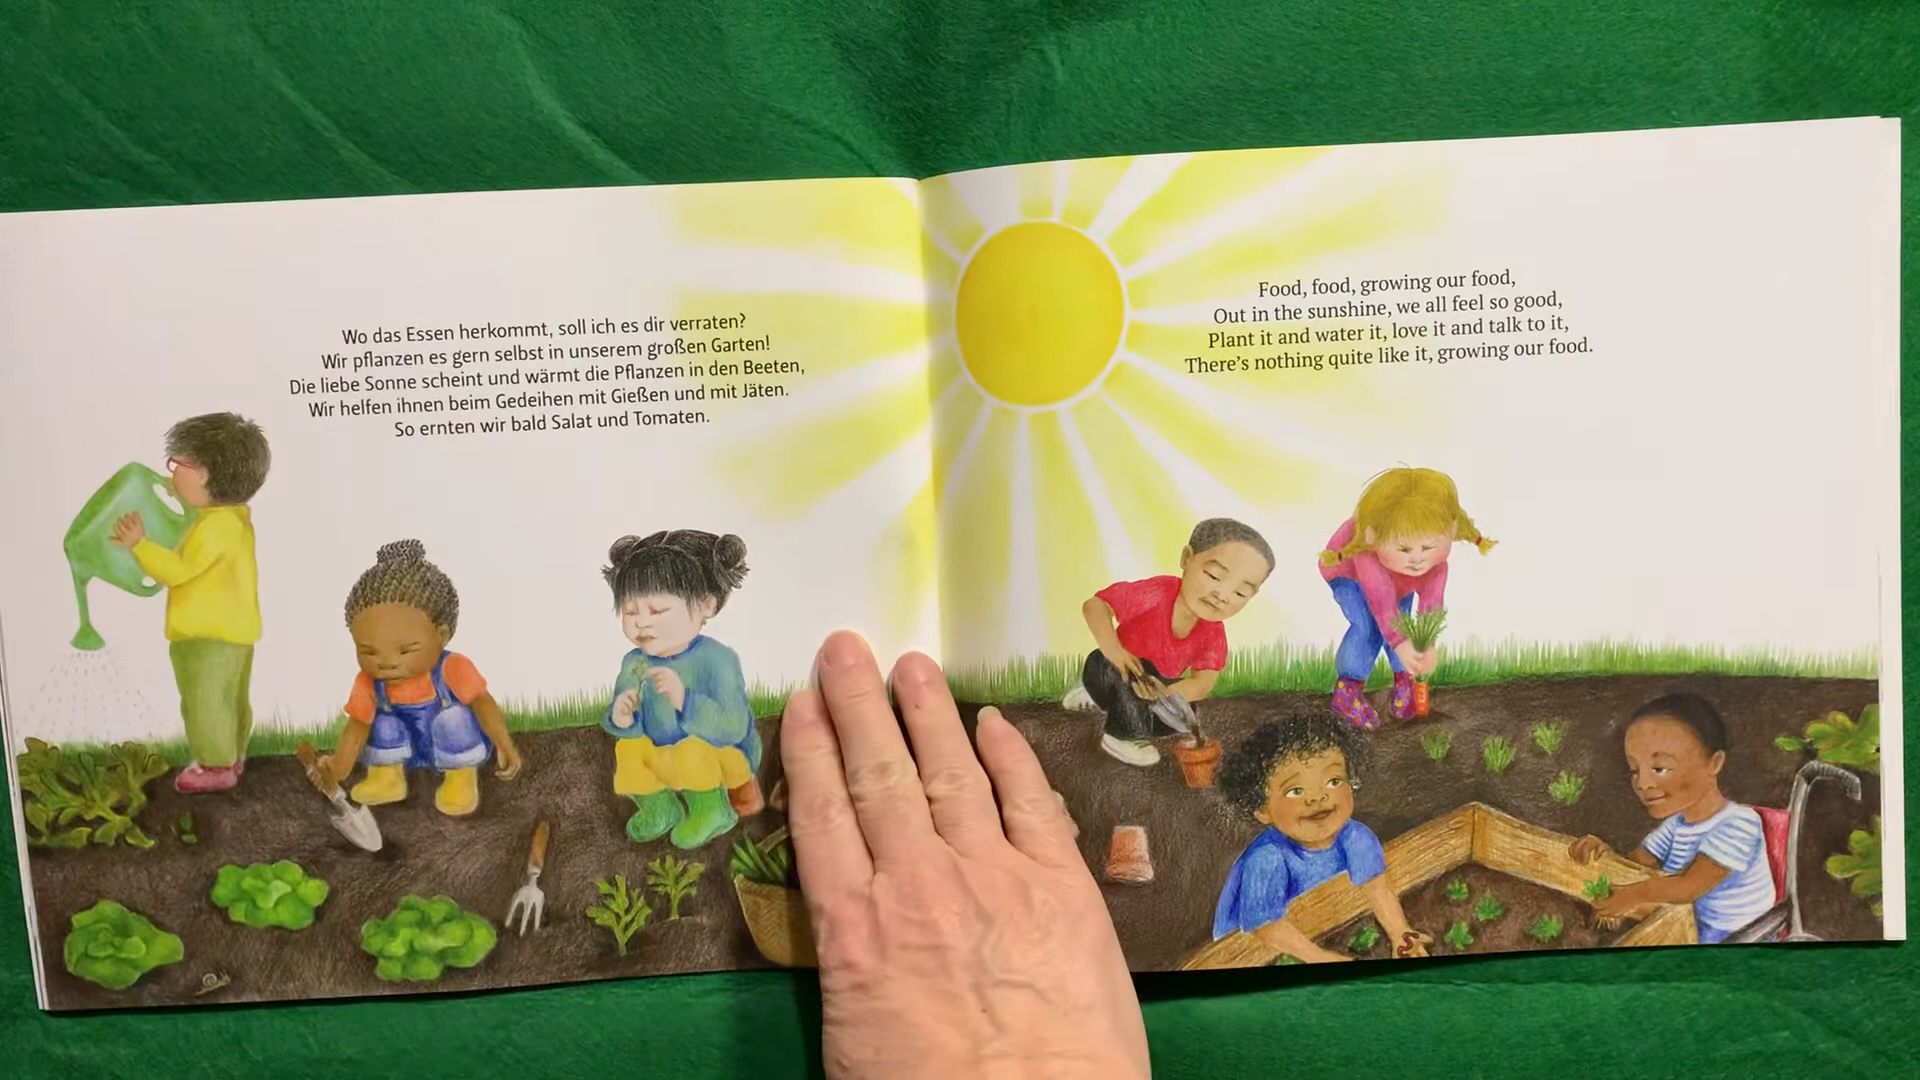 Wo das Essen herkommt, soll ich es dir verraten?
Wir pflanzen es gern selbst in unserem großen Garten!
Die liebe Sonne scheint und wärmt die Pflanzen in den Beeten,
Wir helfen ihnen beim Gedeihen mit Gießen und mit Jäten.
So ernten wir bald Salat und Tomaten.
Food, food, growing our food,
Out in the sunshine, we all feel so good,
Plant it and water it, love it and talk to it,
There's nothing quite like it, growing our food.